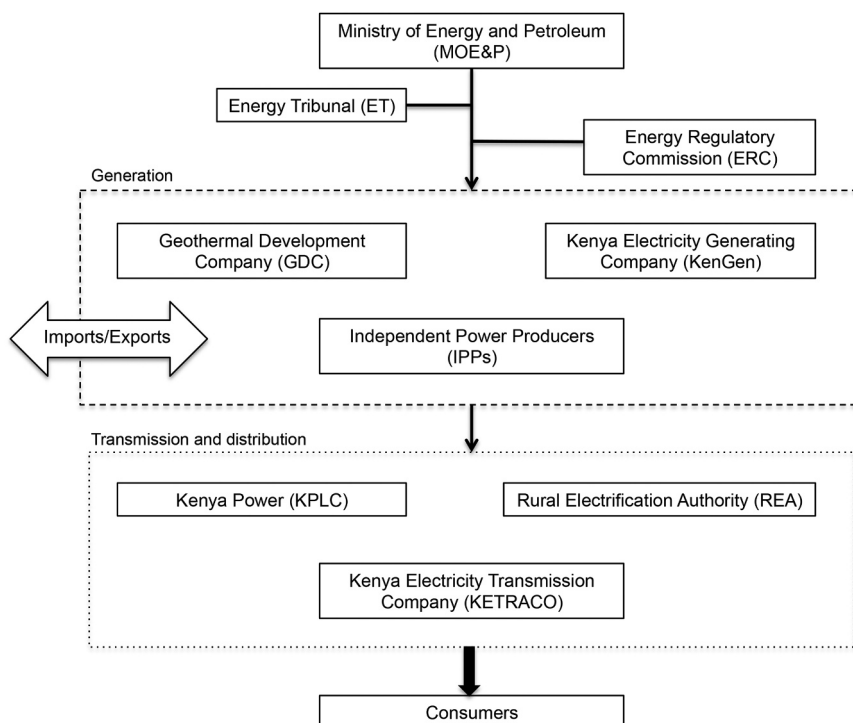 Ministry of Energy and Petroleum
(MOE&P)
Energy Tribunal (ET)
Energy Regulatory
Commission (ERC)
Generation
Geothermal Development
Company (GDC)
Kenya Electricity Generating
Company (KenGen)
Imports/Exports
Independent Power Producers
(IPPs)
Transmission and distribution
Kenya Power (KPLC)
Rural Electrification Authority (REA)
Kenya Electricity Transmission
Company (KETRACO)
Consumers